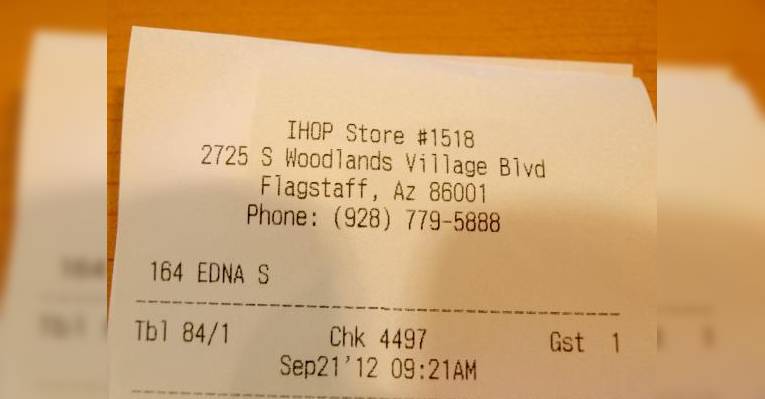 IHOP Store #1518
2725 S Woodlands Village Blvd
Flagstaff, Az 86001
Phone: (928) 779-5888
164 EDNA S
Tbl 84/1 Chk 4497 Gst 1
Sep21'12 09:21AM